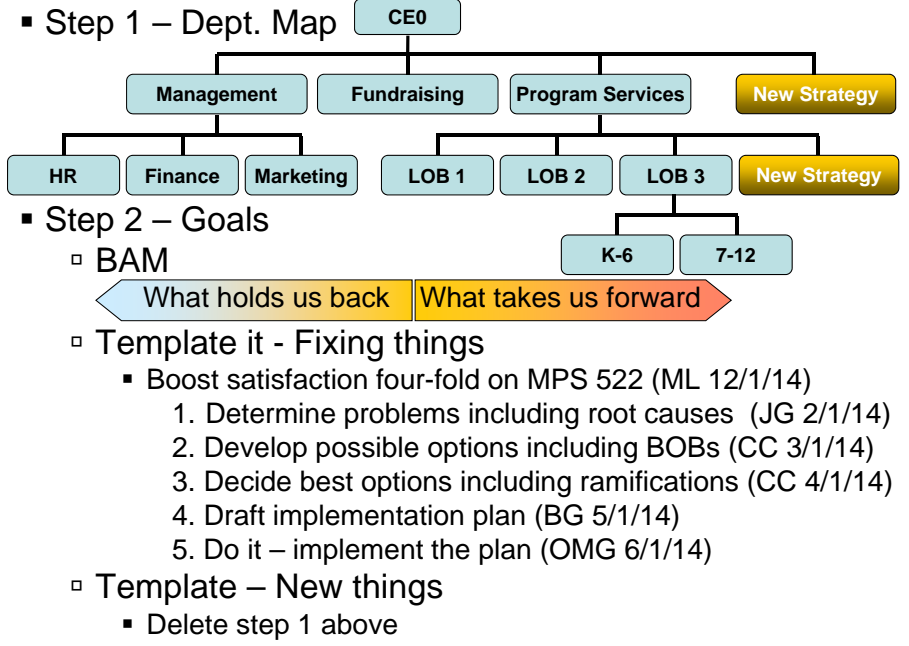 ▪ Step 1 – Dept. Map
CE0
Management Fundraising Program Services New Strategy
HR Finance Marketing LOB 1 LOB 2 LOB 3 New Strategy
▪ Step 2 – Goals
K-6 7-12
▫ BAM
What holds us back What takes us forward
▫ Template it - Fixing things
▪ Boost satisfaction four-fold on MPS 522 (ML 12/1/14)
1. Determine problems including root causes (JG 2/1/14)
2. Develop possible options including BOBs (CC 3/1/14)
3. Decide best options including ramifications (CC 4/1/14)
4. Draft implementation plan (BG 5/1/14)
5. Do it – implement the plan (OMG 6/1/14)
▫ Template – New things
▪ Delete step 1 above